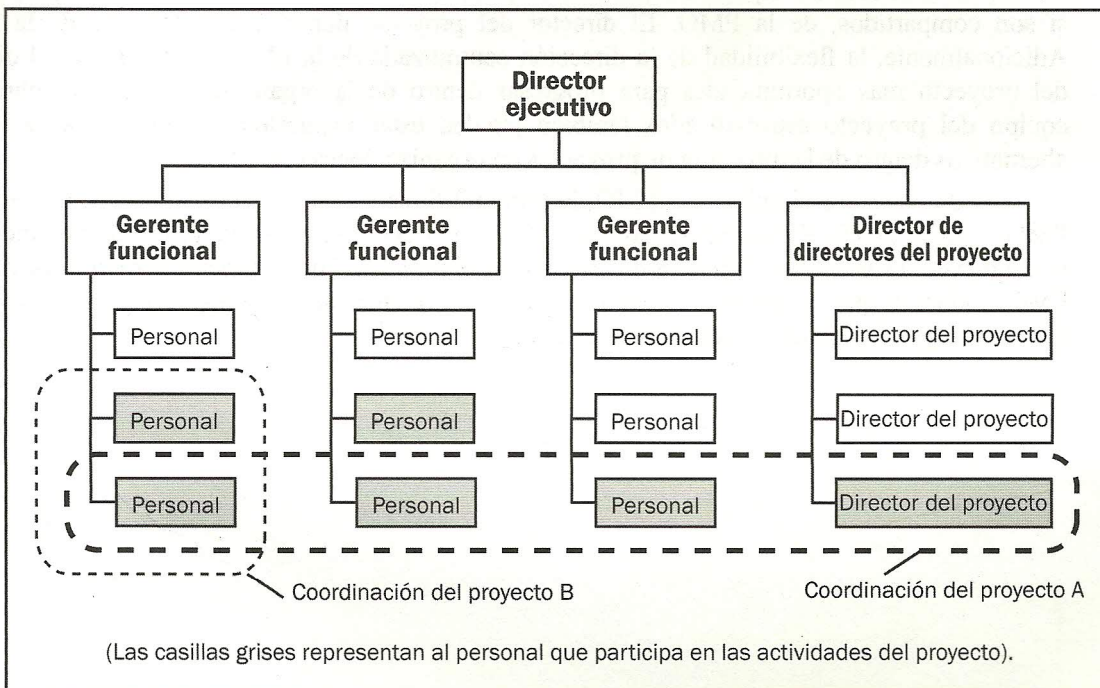 Director
ejecutivo
Gerente
funcional
Gerente
funcional
Gerente
funcional
Director de
directores del proyecto
Personal
Personal
Personal
Director del proyecto
Personal
Personal
Personal
Director del proyecto
Personal
Personal
Personal
Director del proyecto
Coordinación del proyecto B
Coordinación del proyecto A
(Las casillas grises representan al personal que participa en las actividades del proyecto).